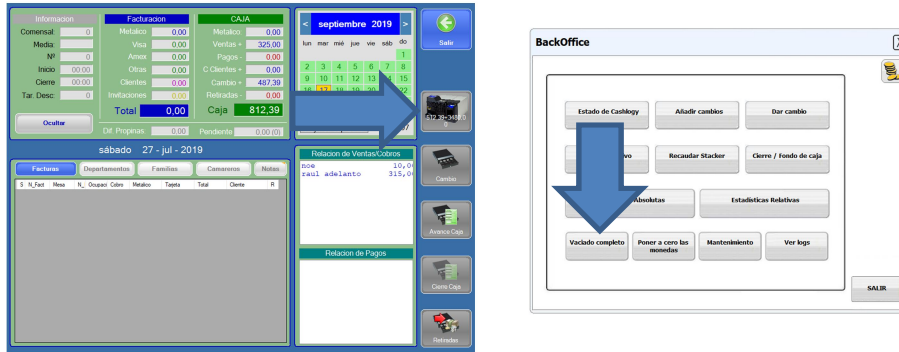 Informacion
Comensal: 0
Media:
Nº 0
Inicio 00:00
Cierre 00:00
Tar. Desc: 0
Ocultar
Facturacion
Metalico 0,00
Visa 0,00
Amex 0,00
Otras 0,00
Clientes 0,00
Invitaciones 0,00
Total 0,00
Dif. Propinas 0,00
CAJA
Metalico: 0,00
Ventas + 325,00
Pagos - 0,00
C Clientes + 0,00
Cambio + 487,39
Retiradas - 0,00
Caja 812,39
Pendiente 0,00 (0)
< septiembre 2019 >
lun mar mié jue vie sáb do
1
2 3 4 5 6 7 8
9 10 11 12 13 14 15
16 17 18 19 20
Salir
Cambio
Avance Caja
Cierre Caja
Retiradas
sábado 27 - jul - 2019
Facturas Departamentos Familias Camareros Notas
S N_Fact Mesa N_ Ocupaci Cobro Metalico Tarjeta Total Cliente R
Relacion de Ventas/Cobros
noe 10,0
raul adelanto 315,0
Relacion de Pagos
BackOffice
Estado de Cashlogy Añadir cambios Dar cambio
Recaudar Stacker Cierre / Fondo de caja
Absolutas Estadísticas Relativas
Vaciado completo Poner a cero las monedas Mantenimiento Ver logs
SALIR